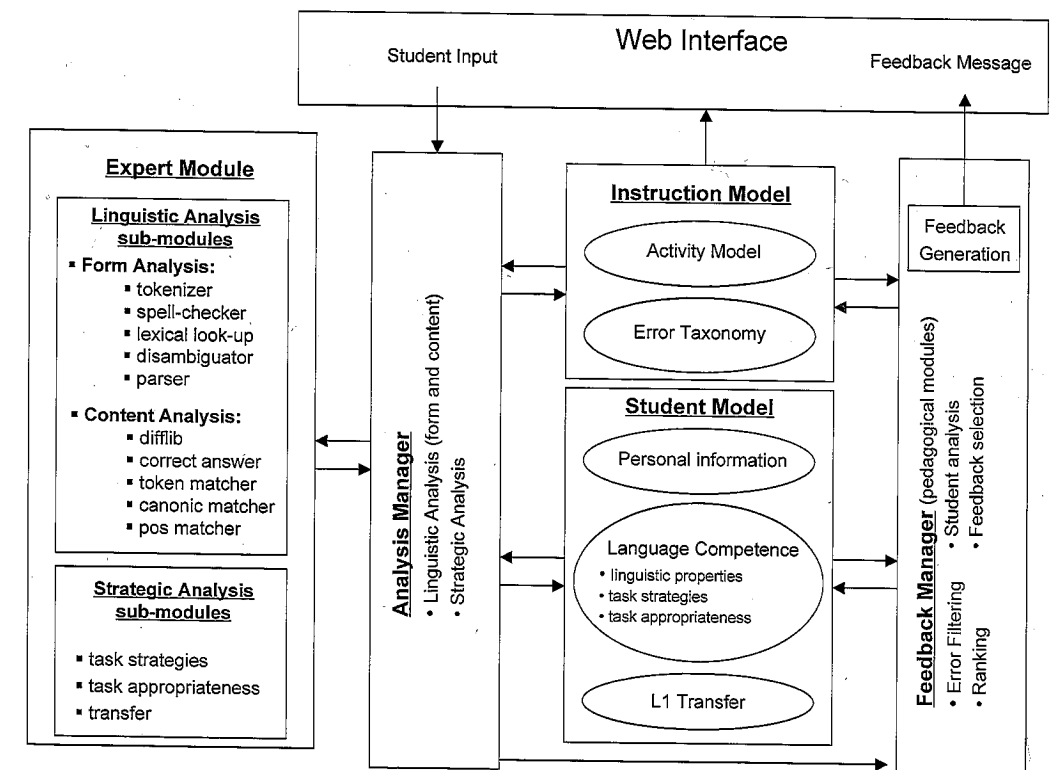 Web Interface
Student Input
Feedback Message
Expert Module
Linguistic Analysis
sub-modules
▪ Form Analysis:
▪ tokenizer
▪ spell-checker
▪ lexical look-up
▪ disambiguator
▪ parser
▪ Content Analysis:
▪ difflib
▪ correct answer
▪ token matcher
▪ canonic matcher
▪ pos matcher
Strategic Analysis
sub-modules
▪ task strategies
▪ task appropriateness
▪ transfer
Analysis Manager
• Linguistic Analysis (form and content)
• Strategic Analysis
Instruction Model
Activity Model
Error Taxonomy
Student Model
Personal information
Language Competence
• linguistic properties
• task strategies
• task appropriateness
L1 Transfer
Feedback
Generation
Feedback Manager (pedagogical modules)
• Error Filtering • Student analysis
• Ranking • Feedback selection